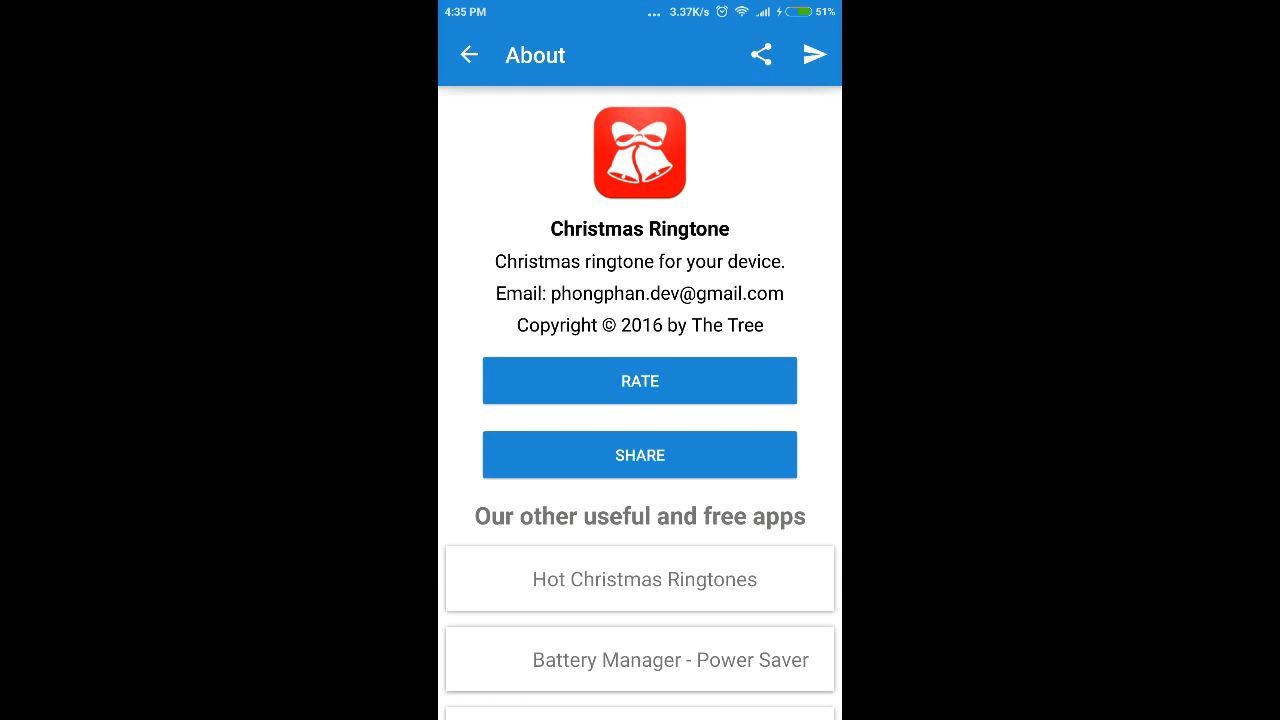 4:35 PM ... 3.37K/s 51%
About
Christmas Ringtone
Christmas ringtone for your device.
Email: phongphan.dev@gmail.com
Copyright © 2016 by The Tree
RATE
SHARE
Our other useful and free apps
Hot Christmas Ringtones
Battery Manager - Power Saver